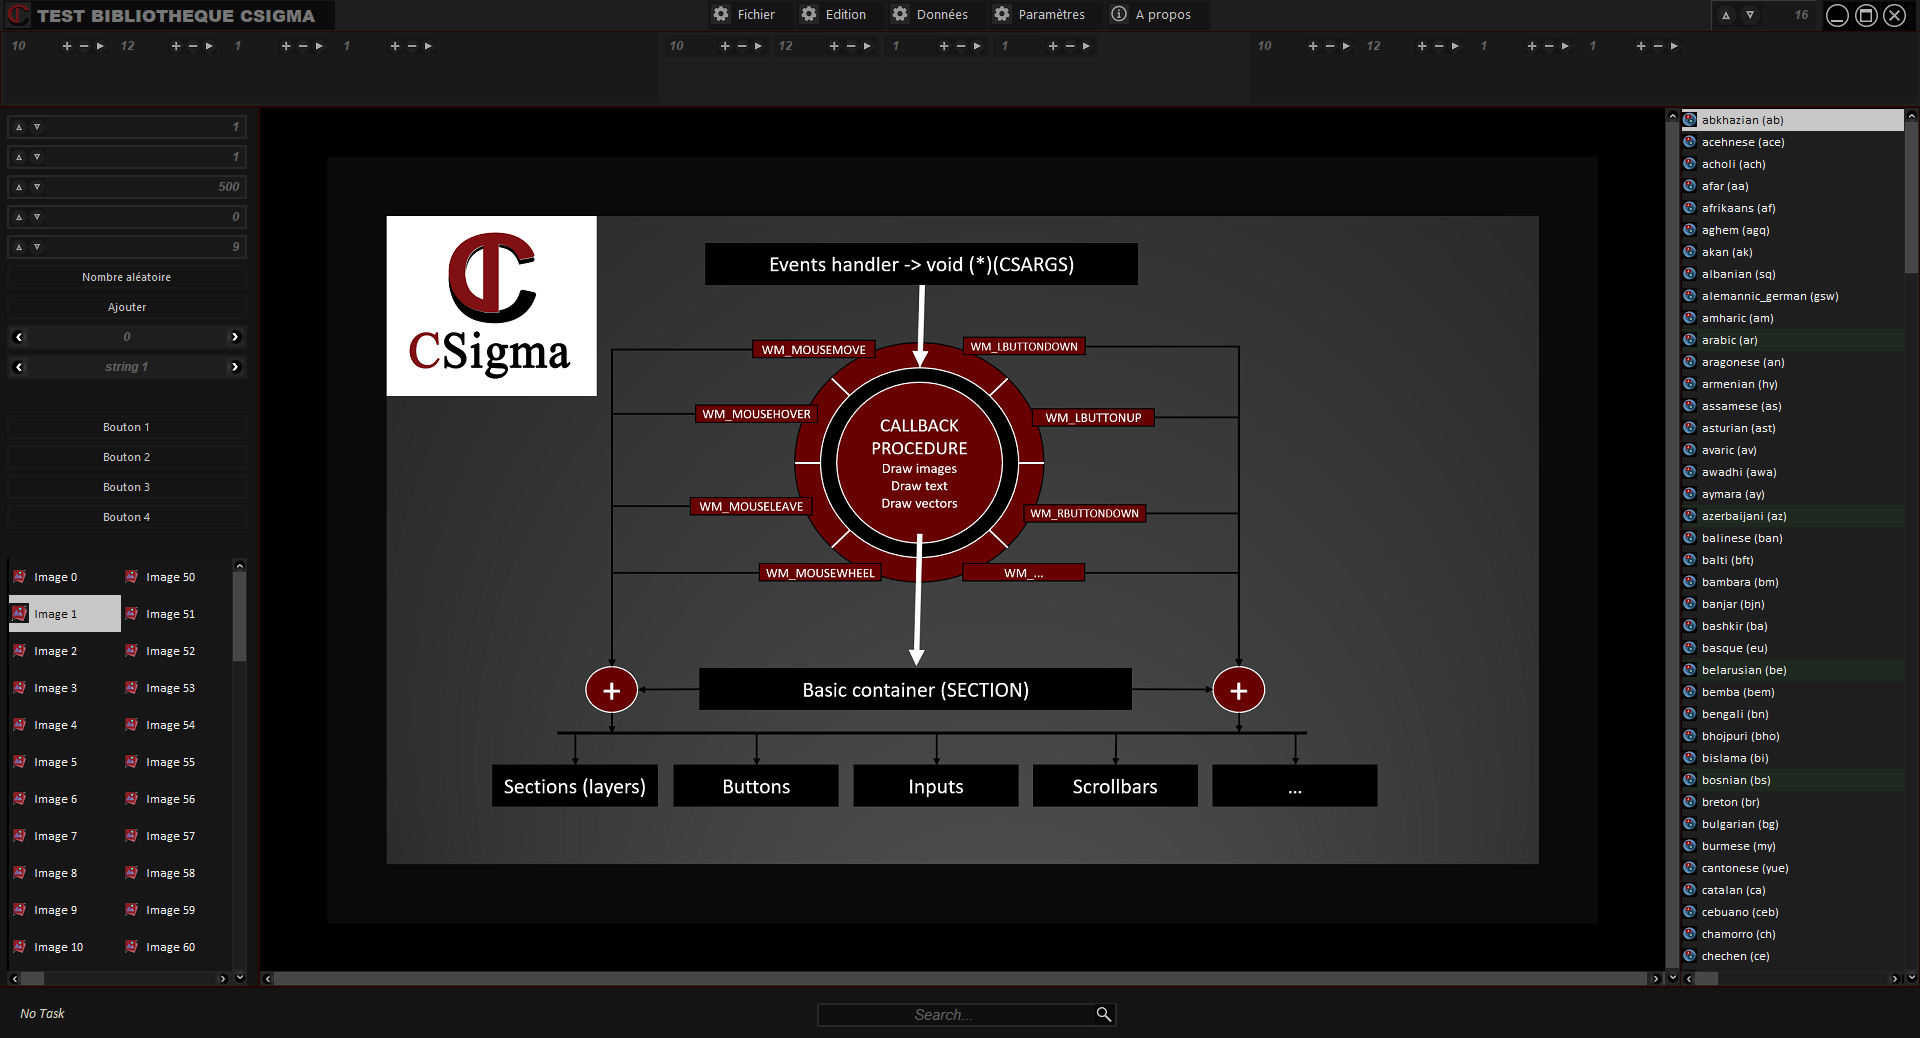 TEST BIBLIOTHEQUE CSIGMA
Fichier
Edition
Données
Paramètres
A propos
16
10
12
1
1
10
12
1
1
10
12
1
1
1
1
500
0
9
Nombre aléatoire
Ajouter
0
string 1
Bouton 1
Bouton 2
Bouton 3
Bouton 4
Image 0
Image 50
Image 1
Image 51
Image 2
Image 52
Image 3
Image 53
Image 4
Image 54
Image 5
Image 55
Image 6
Image 56
Image 7
Image 57
Image 8
Image 58
Image 9
Image 59
Image 10
Image 60
CSigma
Events handler -> void (*)(CSARGS)
WM_MOUSEMOVE
WM_LBUTTONDOWN
WM_MOUSEHOVER
WM_LBUTTONUP
CALLBACK
PROCEDURE
Draw images
Draw text
Draw vectors
WM_MOUSELEAVE
WM_RBUTTONDOWN
WM_MOUSEWHEEL
WM_...
+
Basic container (SECTION)
+
Sections (layers)
Buttons
Inputs
Scrollbars
...
abkhazian (ab)
acehnese (ace)
acholi (ach)
afar (aa)
afrikaans (af)
aghem (agq)
akan (ak)
albanian (sq)
alemannic_german (gsw)
amharic (am)
arabic (ar)
aragonese (an)
armenian (hy)
assamese (as)
asturian (ast)
avaric (av)
awadhi (awa)
aymara (ay)
azerbaijani (az)
balinese (ban)
balti (bft)
bambara (bm)
banjar (bjn)
bashkir (ba)
basque (eu)
belarusian (be)
bemba (bem)
bengali (bn)
bhojpuri (bho)
bislama (bi)
bosnian (bs)
breton (br)
bulgarian (bg)
burmese (my)
cantonese (yue)
catalan (ca)
cebuano (ceb)
chamorro (ch)
chechen (ce)
No Task
Search...